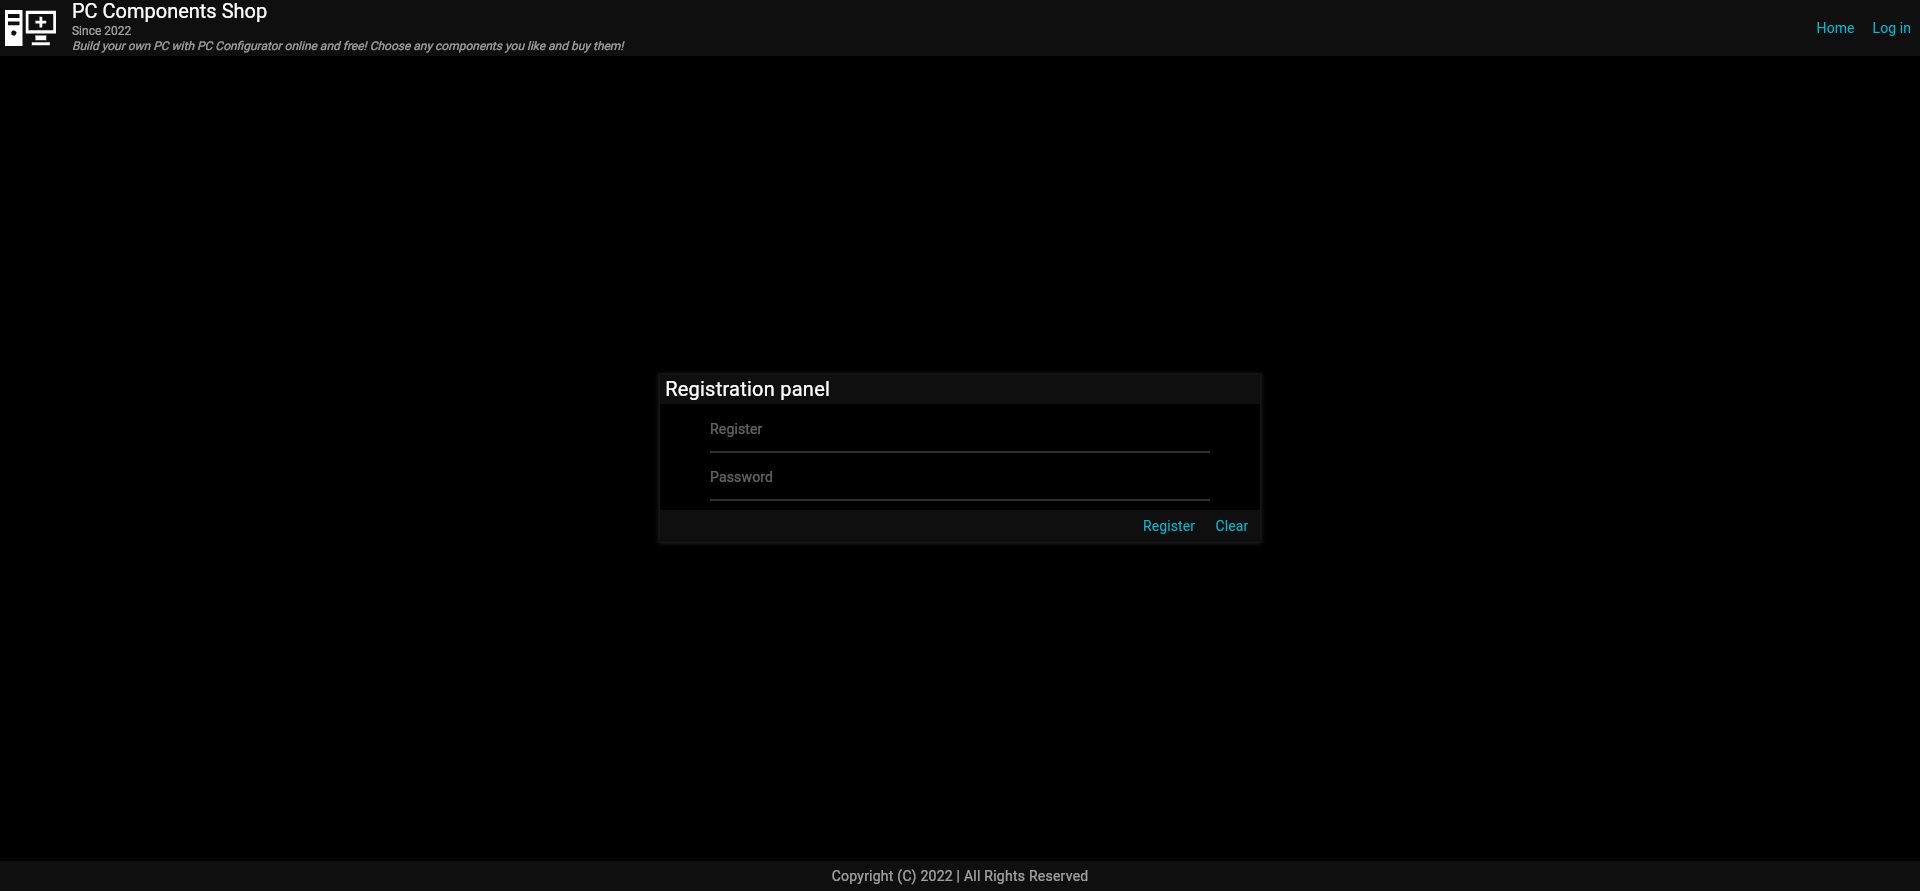 PC Components Shop
Since 2022
Build your own PC with PC Configurator online and free! Choose any components you like and buy them!
Home Log in
Registration panel
Register
Password
Register Clear
Copyright (C) 2022 | All Rights Reserved